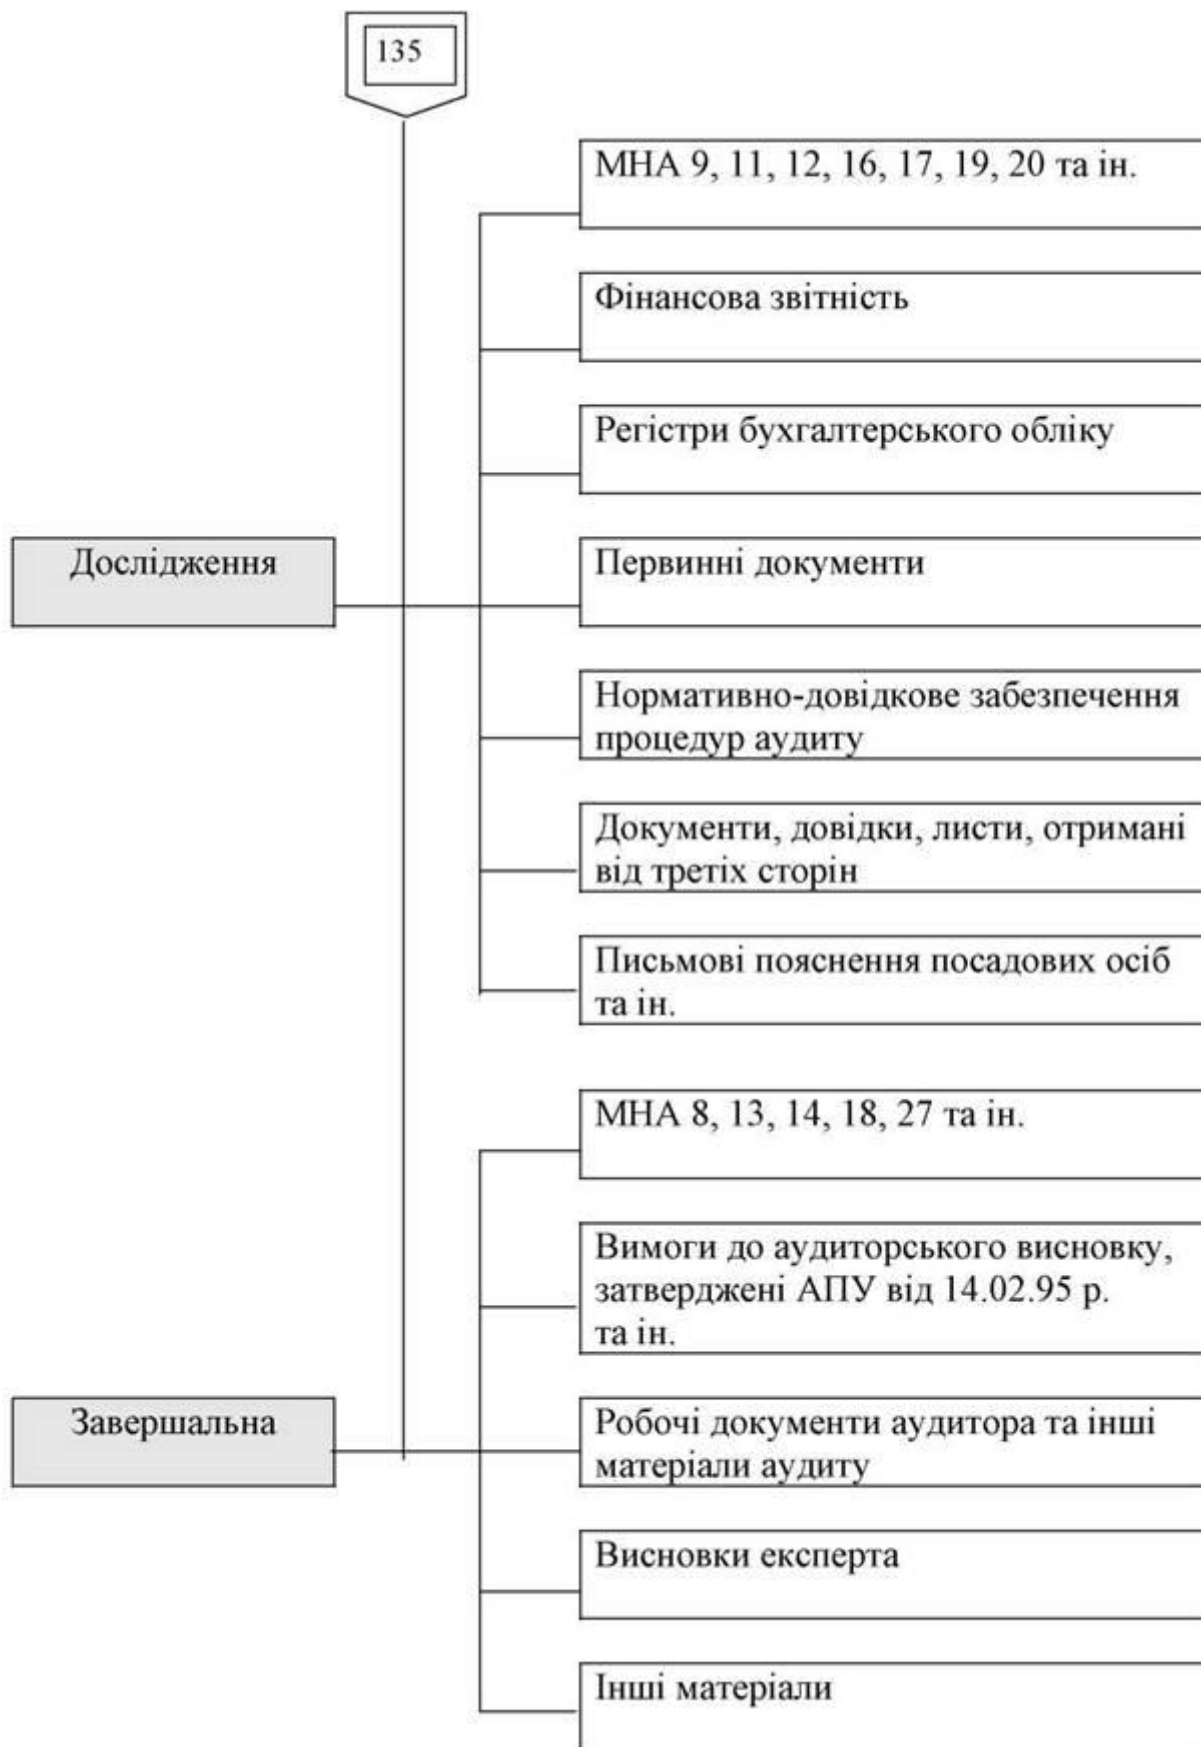 135
МНА 9, 11, 12, 16, 17, 19, 20 та ін.
Фінансова звітність
Регістри бухгалтерського обліку
Дослідження
Первинні документи
Нормативно-довідкове забезпечення
процедур аудиту
Документи, довідки, листи, отримані
від третіх сторін
Письмові пояснення посадових осіб
та ін.
МНА 8, 13, 14, 18, 27 та ін.
Вимоги до аудиторського висновку,
затверджені АПУ від 14.02.95 р.
та ін.
Завершальна
Робочі документи аудитора та інші
матеріали аудиту
Висновки експерта
Інші матеріали